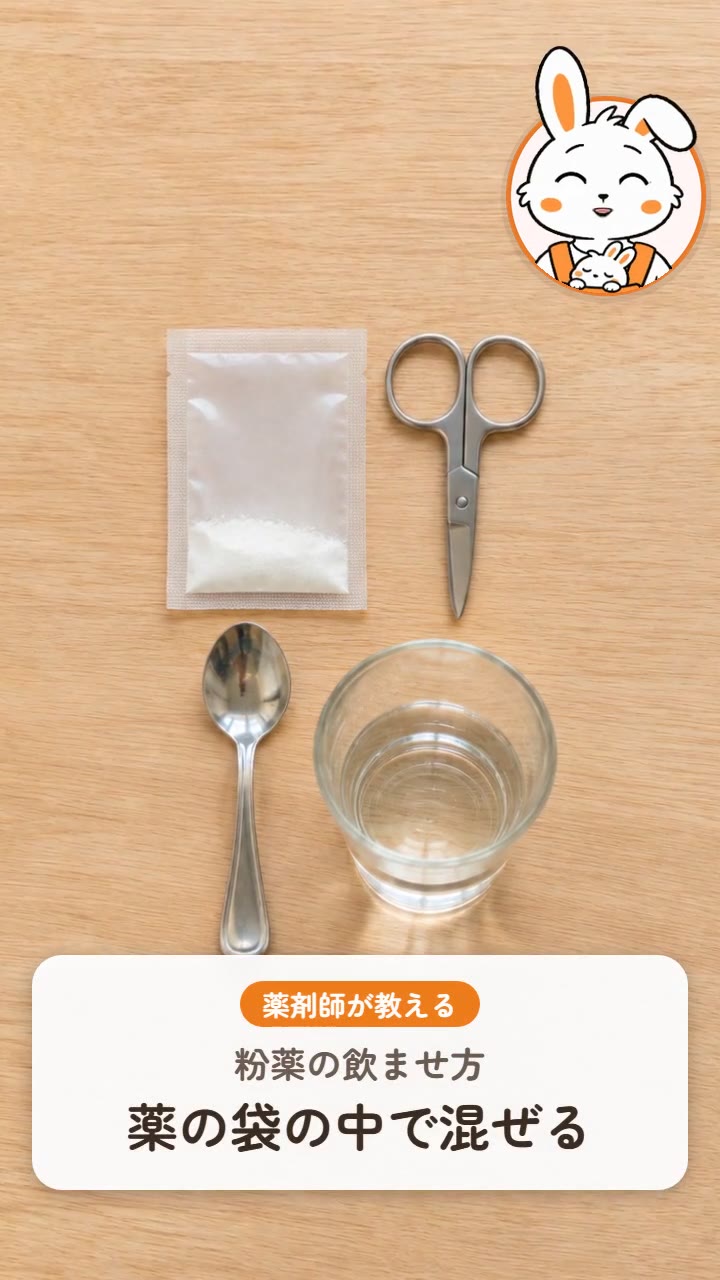 薬剤師が教える
粉薬の飲ませ方
薬の袋の中で混ぜる